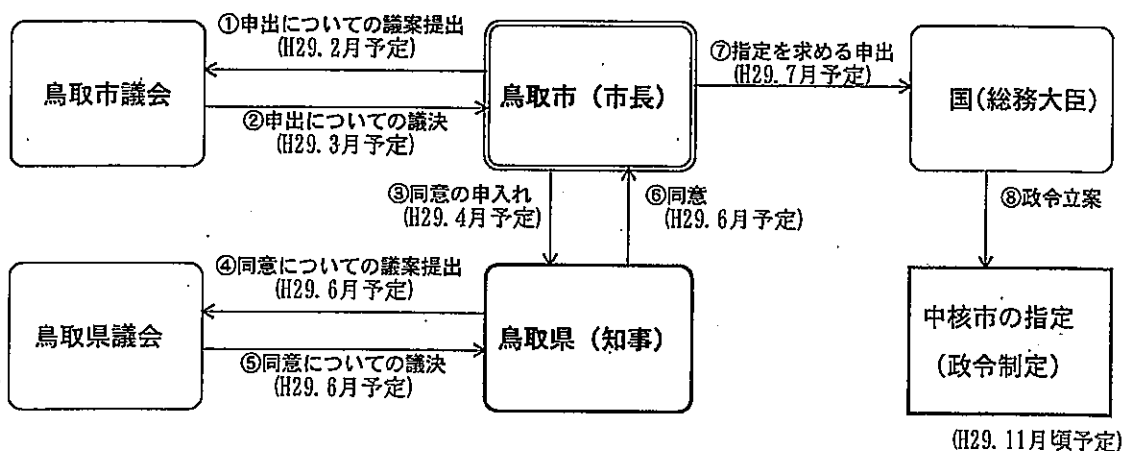 ①申出についての議案提出
(H29. 2月予定)
鳥取市議会
②申出についての議決
(H29. 3月予定)
鳥取市（市長）
⑦指定を求める申出
(H29. 7月予定)
国(総務大臣)
③同意の申入れ
(H29. 4月予定)
⑥同意
(H29. 6月予定)
⑧政令立案
④同意についての議案提出
(H29. 6月予定)
鳥取県議会
⑤同意についての議決
(H29. 6月予定)
鳥取県（知事）
中核市の指定
（政令制定）
(H29. 11月頃予定)